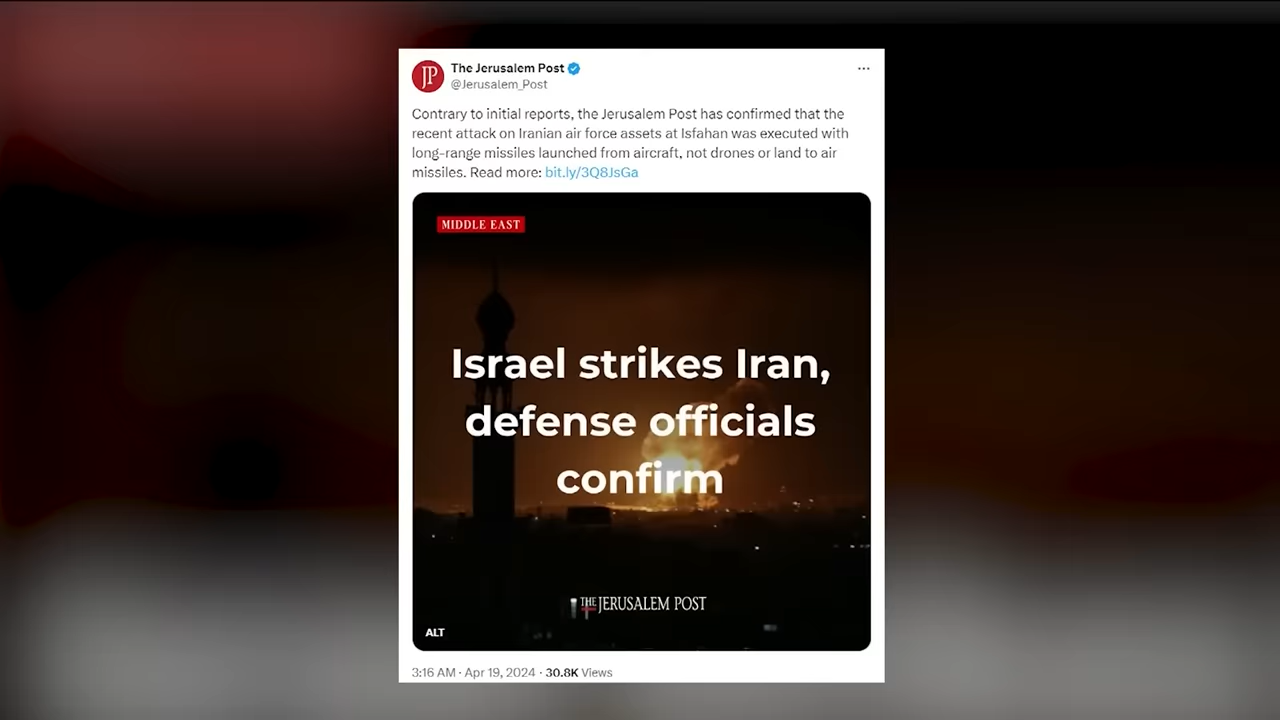 JP
The Jerusalem Post
@Jerusalem_Post
Contrary to initial reports, the Jerusalem Post has confirmed that the
recent attack on Iranian air force assets at Isfahan was executed with
long-range missiles launched from aircraft, not drones or land to air
missiles. Read more: bit.ly/3Q8JsGa
MIDDLE EAST
Israel strikes Iran,
defense officials
confirm
THE JERUSALEM POST
ALT
3:16 AM · Apr 19, 2024 · 30.8K Views